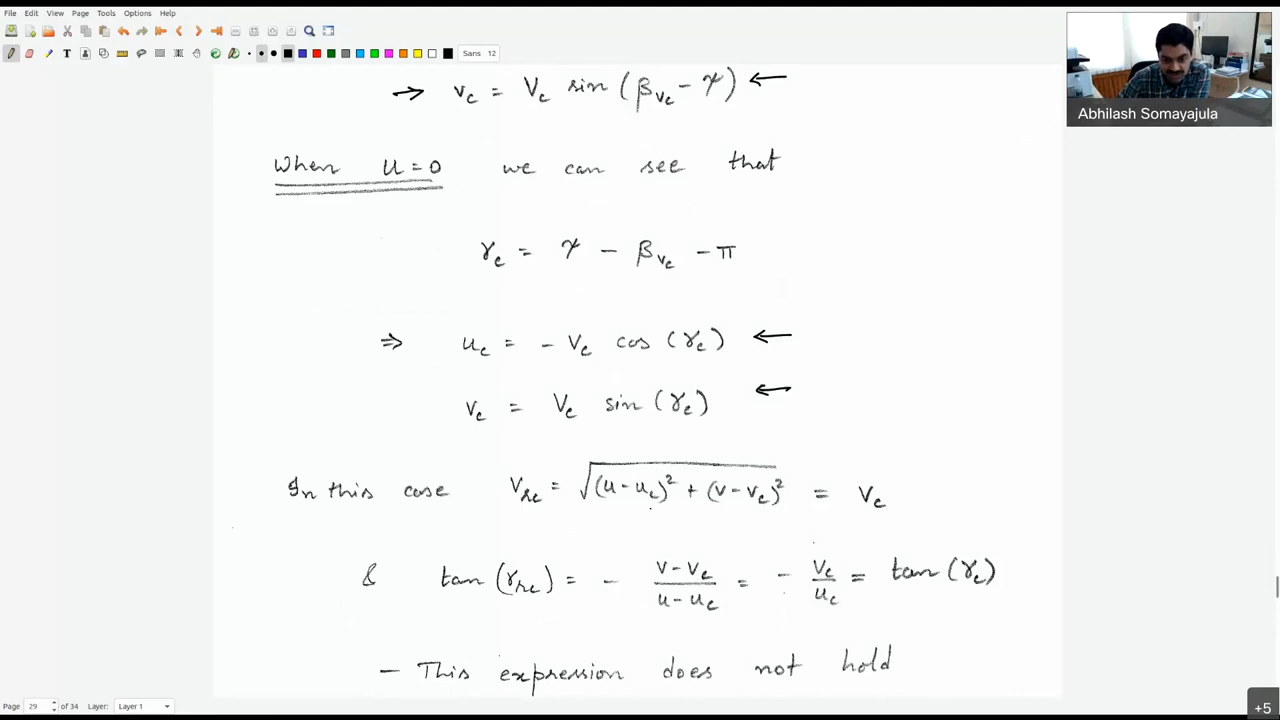 File Edit View Page Tools Options Help
T Sans 12
→ v_c = V_c sin (β_{V_c} - ψ) ←
When U = 0 we can see that
γ_c = ψ - β_{V_c} - π
⇒ u_c = - V_c cos (γ_c) ←
v_c = V_c sin (γ_c) ←
In this case V_{rc} = √((u - u_c)² + (v - v_c)²) = V_c
& tan (γ_{rc}) = - (v - v_c)/(u - u_c) = - v_c/u_c = tan (γ_c)
- This expression does not hold
Abhilash Somayajula
Page 29 of 34 Layer: Layer 1
+5